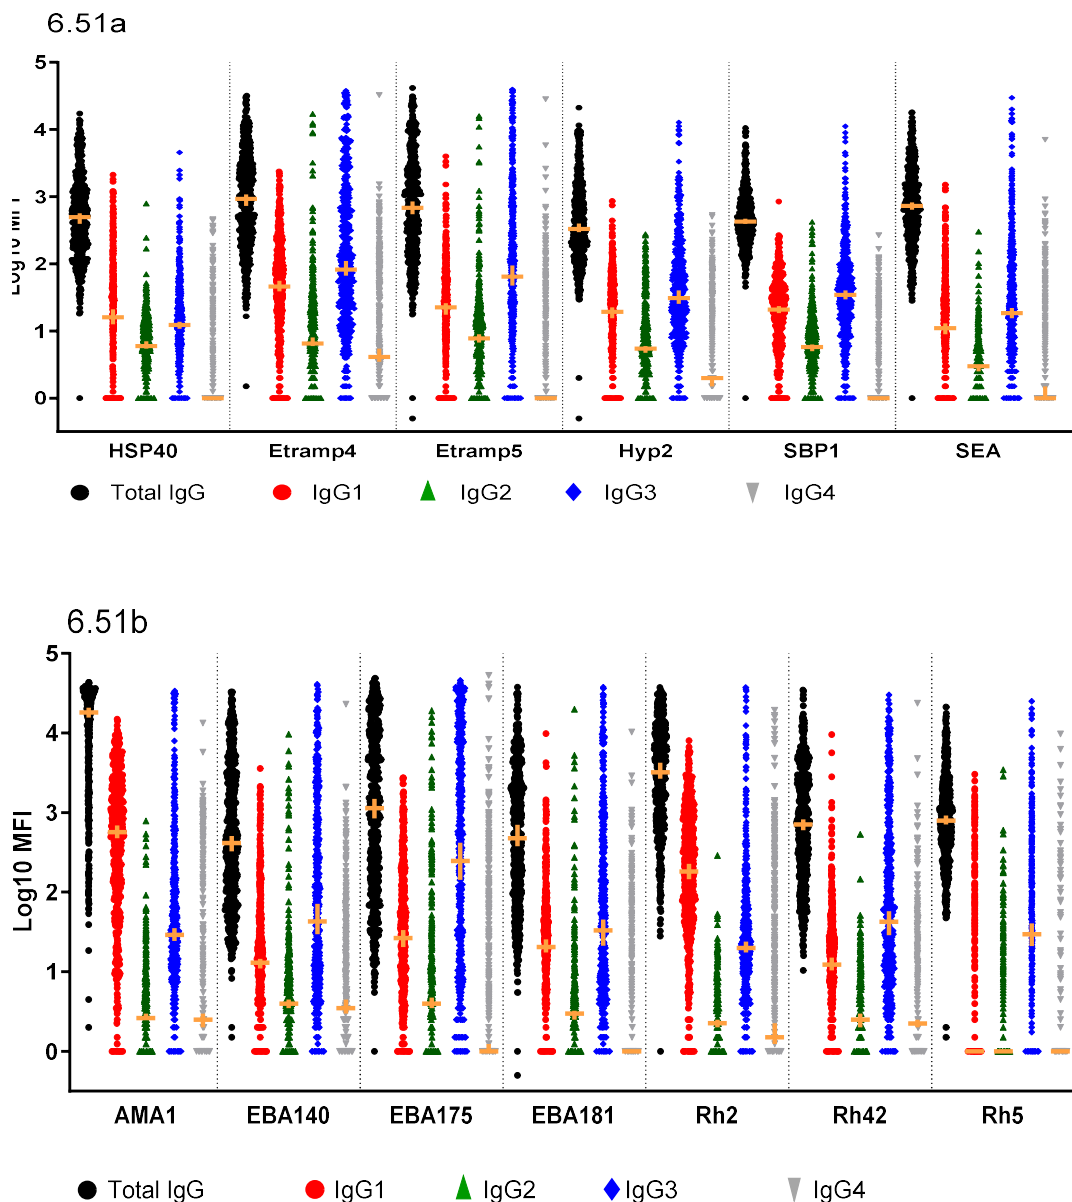 6.51a
5
4
3
2
1
0
HSP40 Etramp4 Etramp5 Hyp2 SBP1 SEA
Total IgG IgG1 IgG2 IgG3 IgG4
6.51b
Log10 MFI
5
4
3
2
1
0
AMA1 EBA140 EBA175 EBA181 Rh2 Rh42 Rh5
Total IgG IgG1 IgG2 IgG3 IgG4